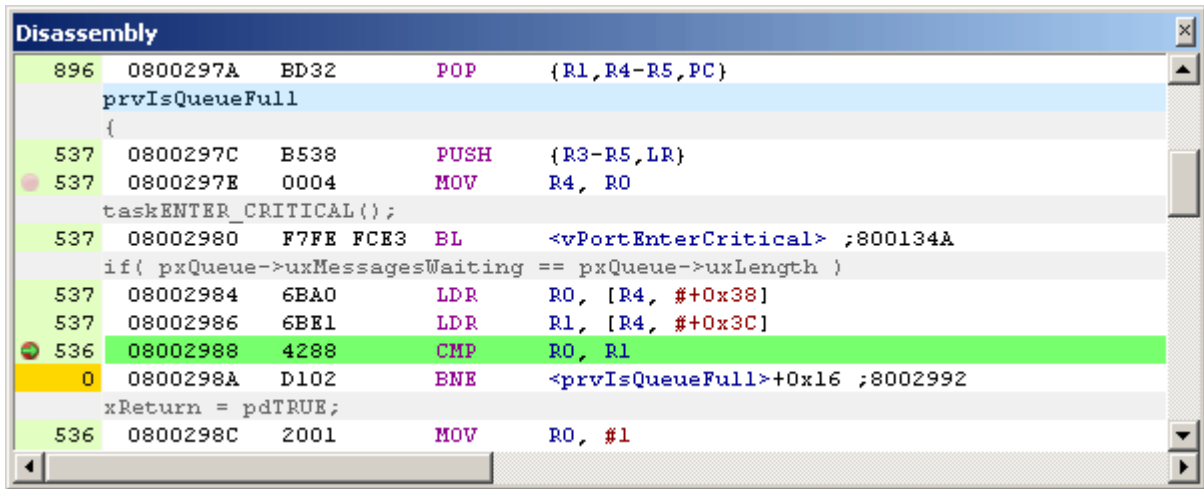 Disassembly
896 0800297A BD32 POP {R1,R4-R5,PC}
prvIsQueueFull
{
537 0800297C B538 PUSH {R3-R5,LR}
537 0800297E 0004 MOV R4, R0
taskENTER_CRITICAL();
537 08002980 F7FE FCE3 BL <vPortEnterCritical> ;800134A
if( pxQueue->uxMessagesWaiting == pxQueue->uxLength )
537 08002984 6BA0 LDR R0, [R4, #+0x38]
537 08002986 6BE1 LDR R1, [R4, #+0x3C]
536 08002988 4288 CMP R0, R1
0 0800298A D102 BNE <prvIsQueueFull>+0x16 ;8002992
xReturn = pdTRUE;
536 0800298C 2001 MOV R0, #1